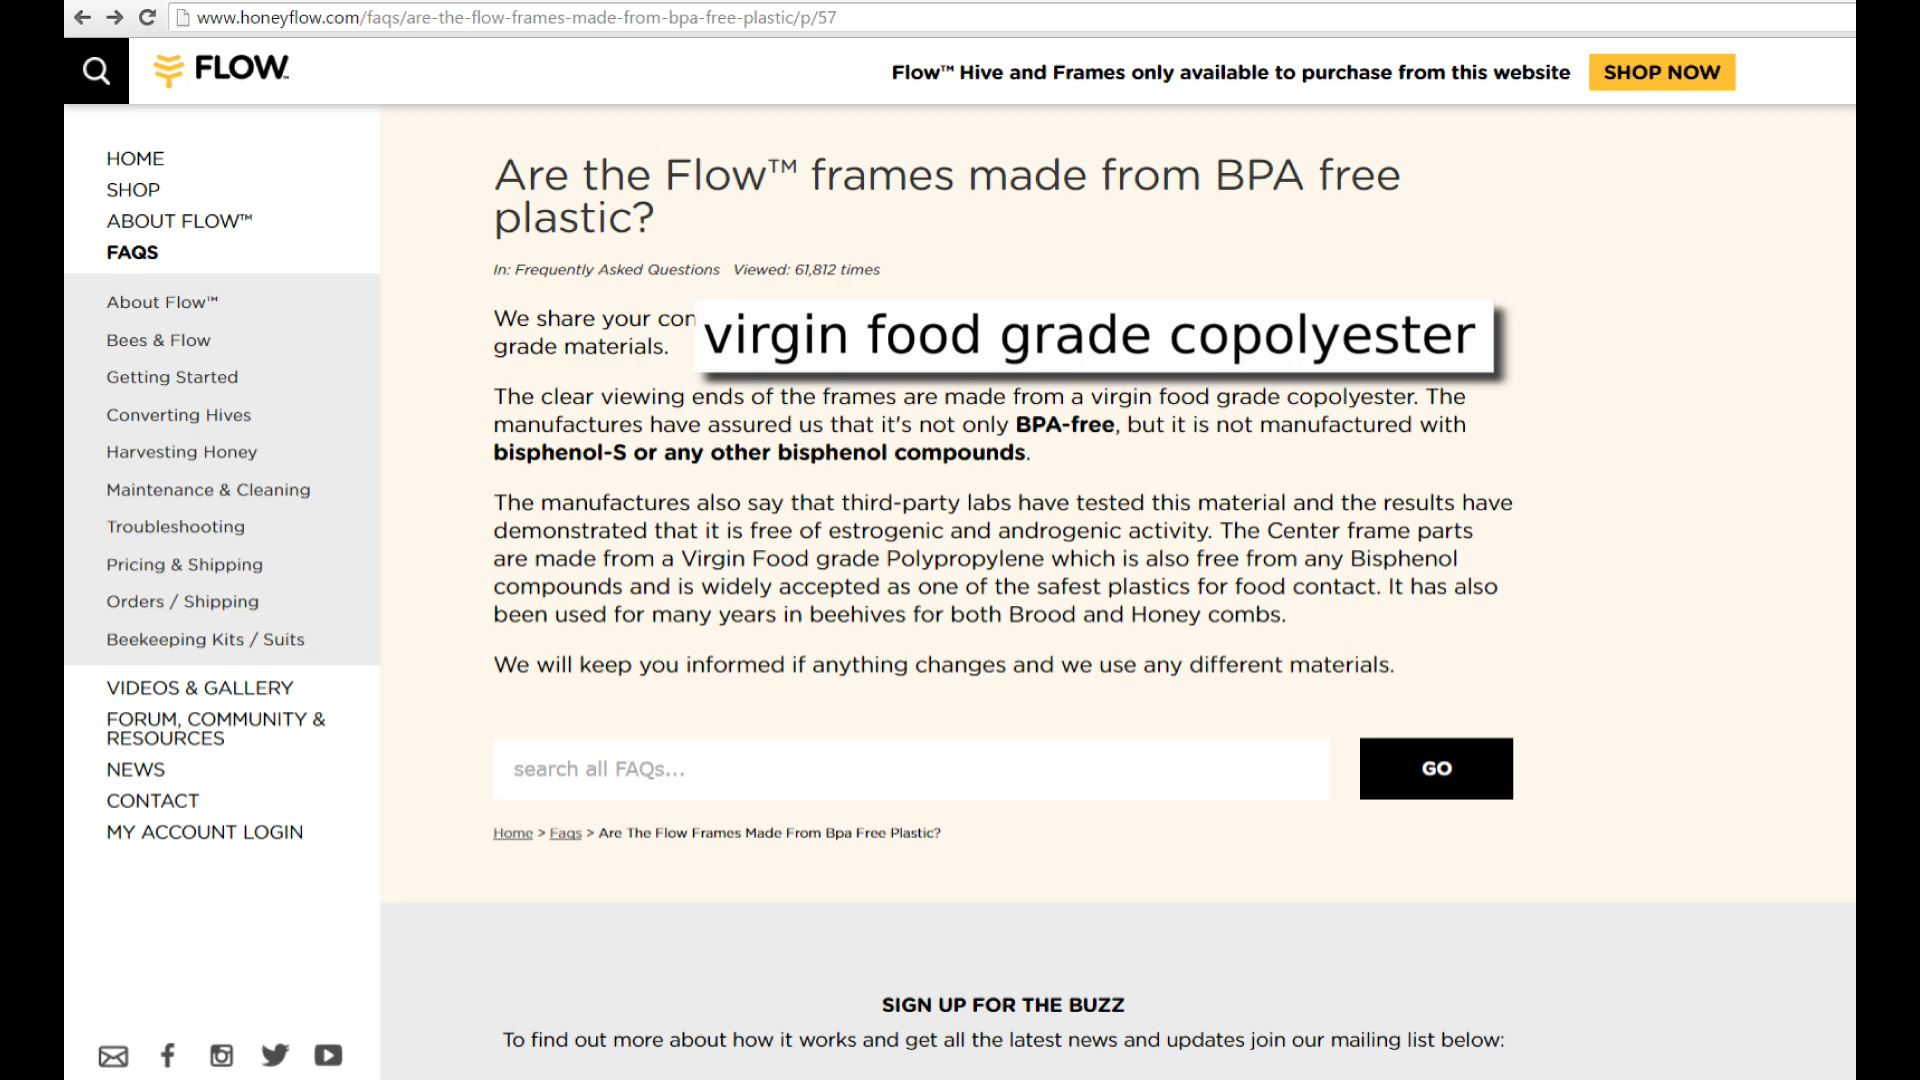 www.honeyflow.com/faqs/are-the-flow-frames-made-from-bpa-free-plastic/p/57
FLOW™
Flow™ Hive and Frames only available to purchase from this website
SHOP NOW
HOME
SHOP
ABOUT FLOW™
FAQS
About Flow™
Bees & Flow
Getting Started
Converting Hives
Harvesting Honey
Maintenance & Cleaning
Troubleshooting
Pricing & Shipping
Orders / Shipping
Beekeeping Kits / Suits
VIDEOS & GALLERY
FORUM, COMMUNITY &
RESOURCES
NEWS
CONTACT
MY ACCOUNT LOGIN
Are the Flow™ frames made from BPA free
plastic?
In: Frequently Asked Questions Viewed: 61,812 times
We share your
virgin food grade copolyester
grade materials.
The clear viewing ends of the frames are made from a virgin food grade copolyester. The
manufactures have assured us that it's not only BPA-free, but it is not manufactured with
bisphenol-S or any other bisphenol compounds.
The manufactures also say that third-party labs have tested this material and the results have
demonstrated that it is free of estrogenic and androgenic activity. The Center frame parts
are made from a Virgin Food grade Polypropylene which is also free from any Bisphenol
compounds and is widely accepted as one of the safest plastics for food contact. It has also
been used for many years in beehives for both Brood and Honey combs.
We will keep you informed if anything changes and we use any different materials.
search all FAQs...
GO
Home > Faqs > Are The Flow Frames Made From Bpa Free Plastic?
SIGN UP FOR THE BUZZ
To find out more about how it works and get all the latest news and updates join our mailing list below: